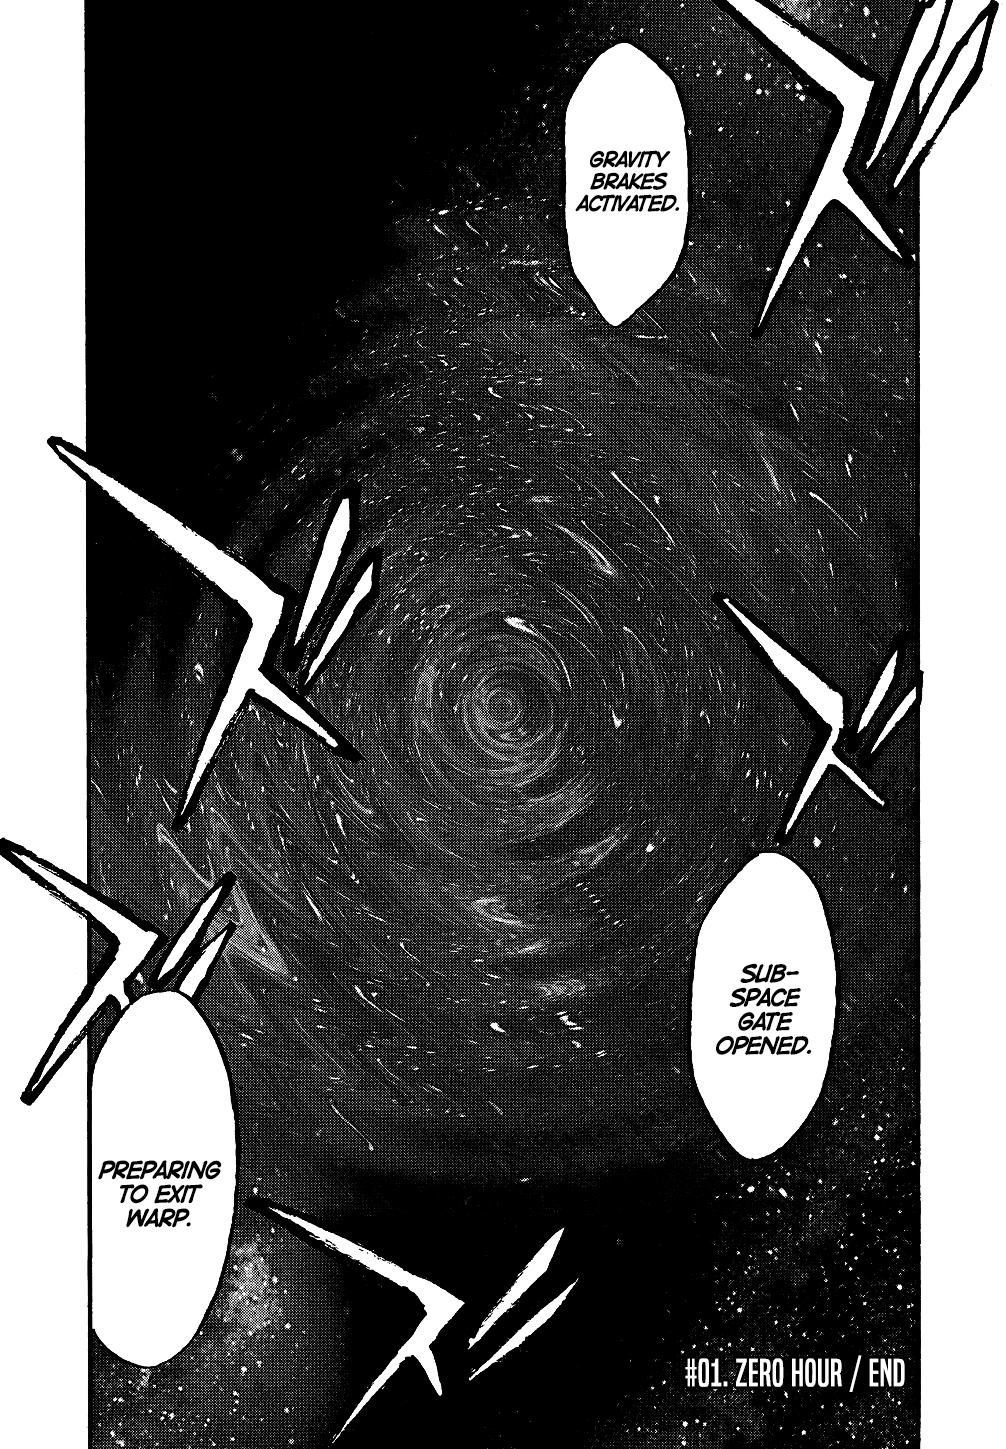 GRAVITY
BRAKES
ACTIVATED.
SUB-
SPACE
GATE
OPENED.
PREPARING
TO EXIT
WARP.
#01. ZERO HOUR / END